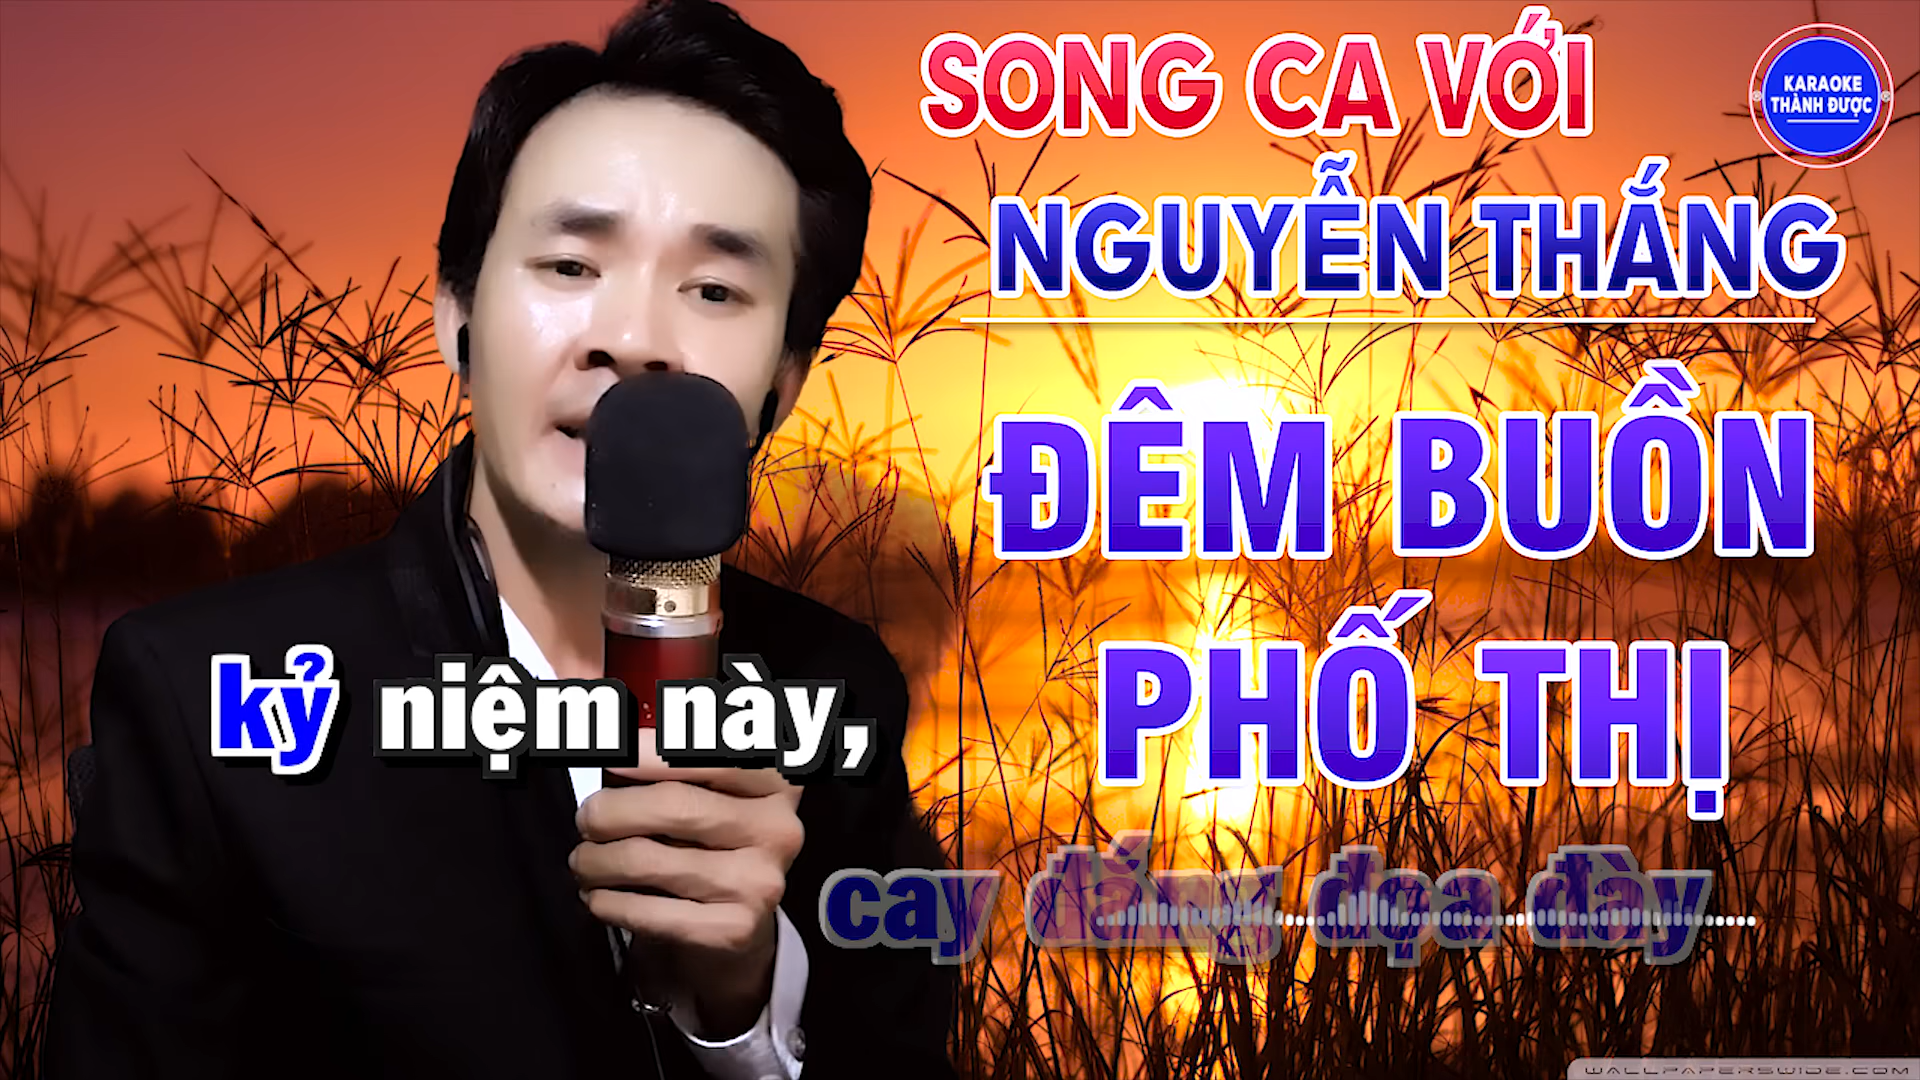 SONG CA VỚI
KARAOKE
THÀNH ĐƯỢC
NGUYỄN THẮNG
ĐÊM BUỒN
PHỐ THỊ
kỷ niệm này,
cay đắng đọa đày
WALLPAPERSWIDE.COM